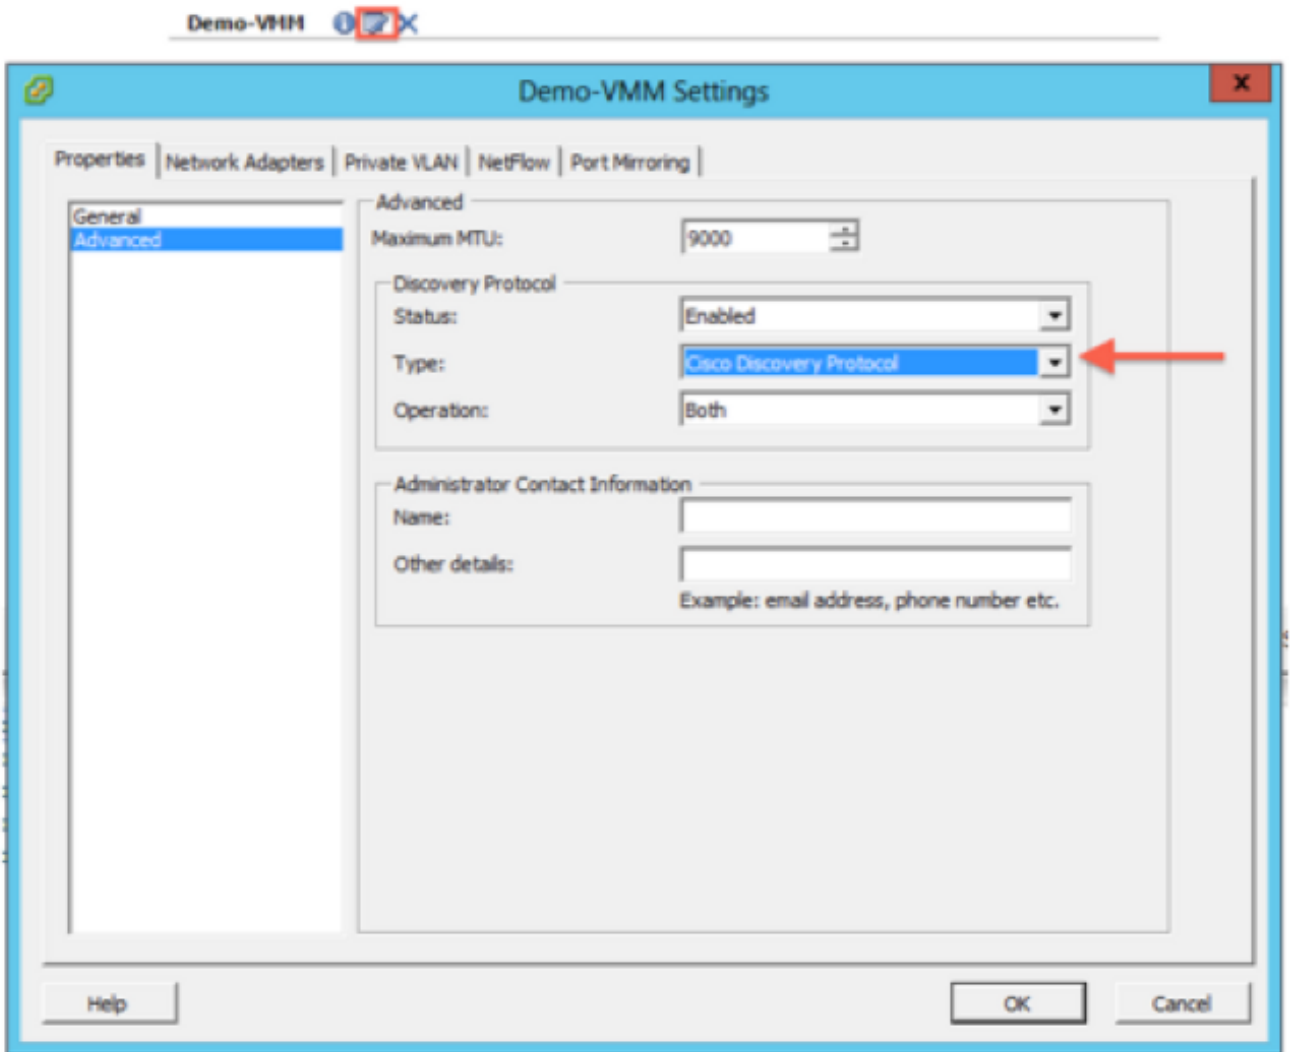 Demo-VMM
Demo-VMM Settings
x
Properties Network Adapters Private VLAN NetFlow Port Mirroring
General
Advanced
Advanced
Maximum MTU: 9000
Discovery Protocol
Status: Enabled
Type: Cisco Discovery Protocol
Operation: Both
Administrator Contact Information
Name:
Other details:
Example: email address, phone number etc.
Help OK Cancel